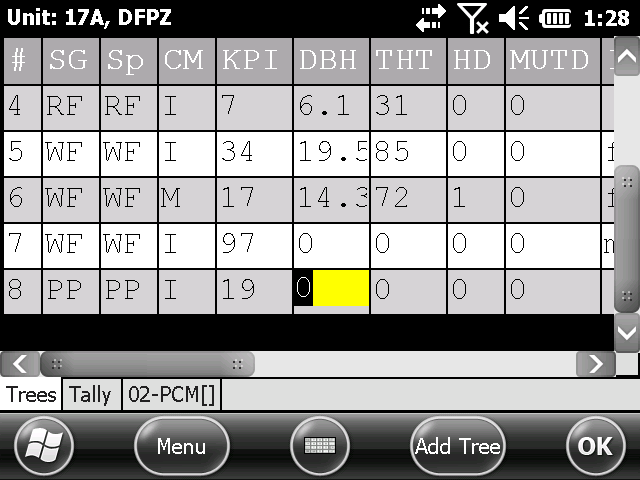 Unit: 17A, DFPZ 1:28
# SG Sp CM KPI DBH THT HD MUTD
4 RF RF I 7 6.1 31 0 0
5 WF WF I 34 19.5 85 0 0 f
6 WF WF M 17 14.3 72 1 0 f
7 WF WF I 97 0 0 0 0
8 PP PP I 19 0 0 0 0
Trees Tally 02-PCM[]
Menu Add Tree OK